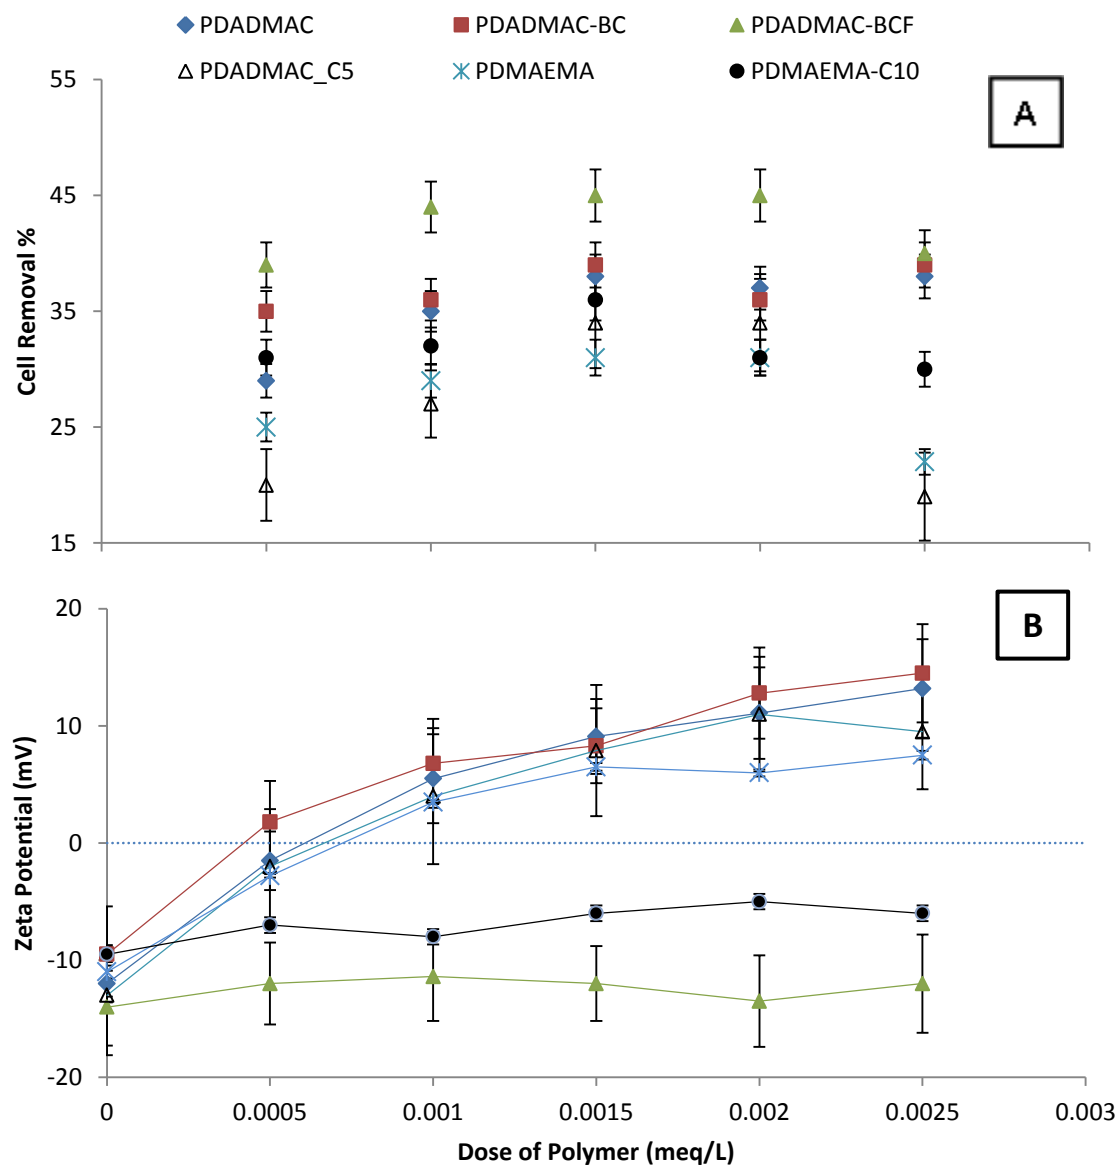 PDADMAC PDADMAC-BC PDADMAC-BCF
PDADMAC_C5 PDMAEMA PDMAEMA-C10
55
A
45
35
25
15
Cell Removal %
20
B
10
0
-10
-20
Zeta Potential (mV)
0 0.0005 0.001 0.0015 0.002 0.0025 0.003
Dose of Polymer (meq/L)